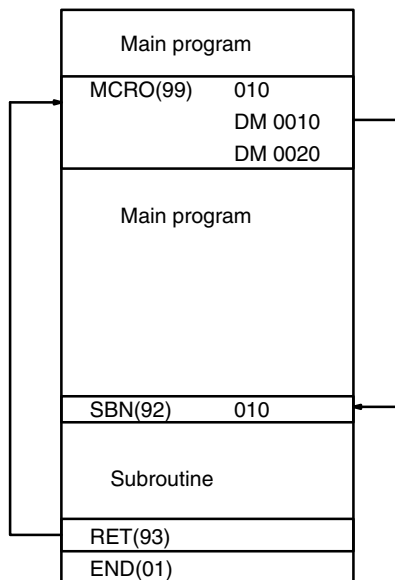 Main program
MCRO(99) 010
DM 0010
DM 0020
Main program
SBN(92) 010
Subroutine
RET(93)
END(01)